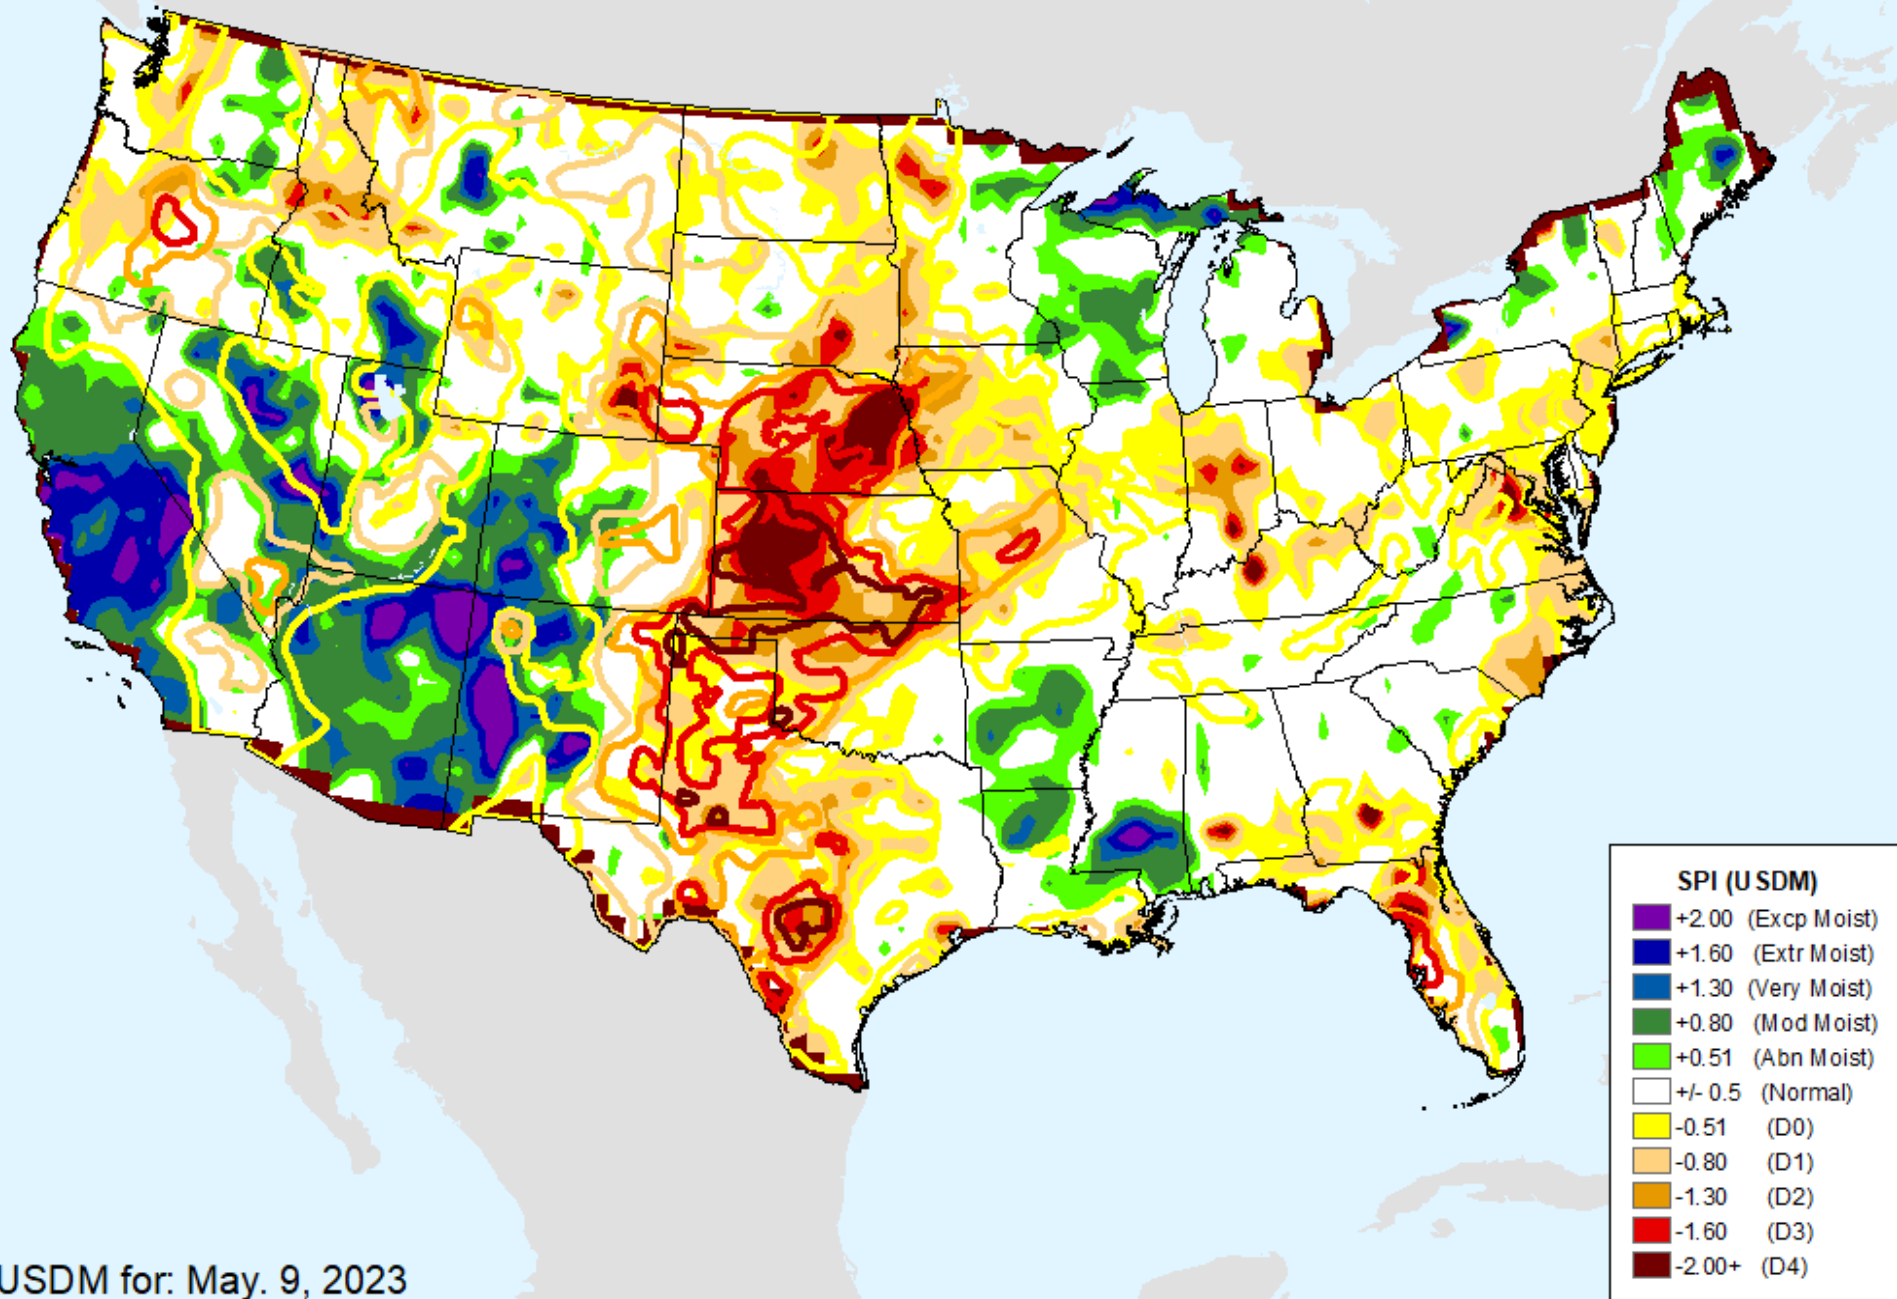 SPI (USDM)
+2.00 (Excp Moist)
+1.60 (Extr Moist)
+1.30 (Very Moist)
+0.80 (Mod Moist)
+0.51 (Abn Moist)
+/- 0.5 (Normal)
-0.51 (D0)
-0.80 (D1)
-1.30 (D2)
-1.60 (D3)
-2.00+ (D4)
USDM for: May. 9, 2023